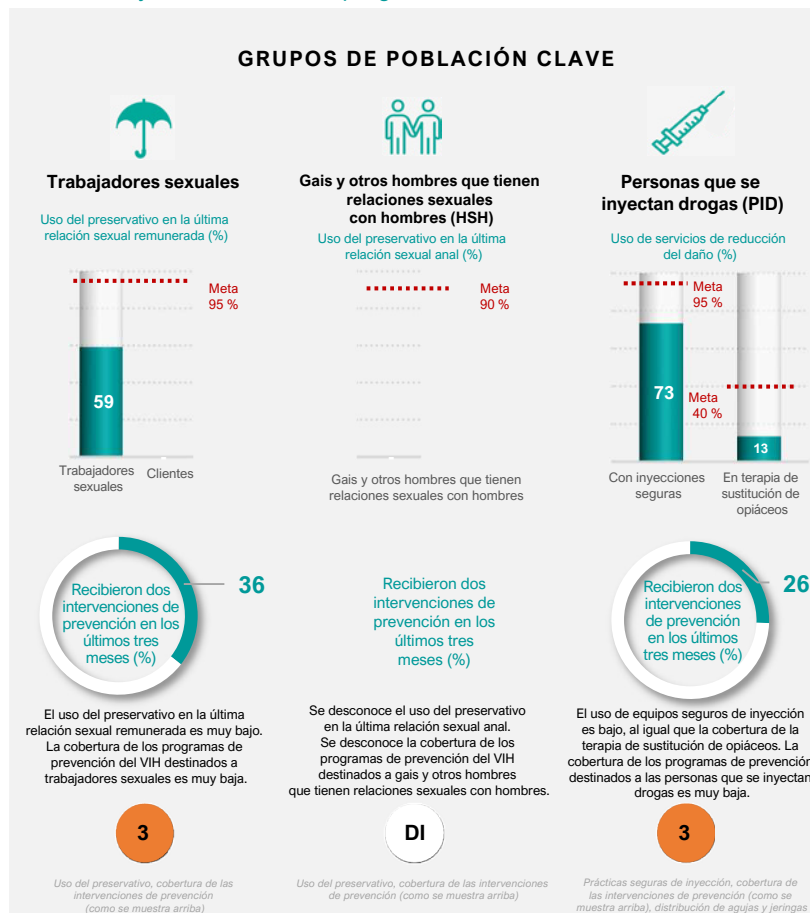 GRUPOS DE POBLACIÓN CLAVE
Trabajadores sexuales
Uso del preservativo en la última
relación sexual remunerada (%)
Meta
95 %
59
Trabajadores
sexuales
Clientes
Recibieron dos
intervenciones de
prevención en los
últimos tres
meses (%)
36
El uso del preservativo en la última
relación sexual remunerada es muy bajo.
La cobertura de los programas de
prevención del VIH destinados a
trabajadores sexuales es muy baja.
3
Uso del preservativo, cobertura de las
intervenciones de prevención
(como se muestra arriba)
Gais y otros hombres que tienen
relaciones sexuales
con hombres (HSH)
Uso del preservativo en la última
relación sexual anal (%)
Meta
90 %
Gais y otros hombres que tienen
relaciones sexuales con hombres
Recibieron dos
intervenciones de
prevención en los
últimos tres
meses (%)
Se desconoce el uso del preservativo
en la última relación sexual anal.
Se desconoce la cobertura de los
programas de prevención del VIH
destinados a gais y otros hombres
que tienen relaciones sexuales con hombres.
DI
Uso del preservativo, cobertura de las intervenciones
de prevención (como se muestra arriba)
Personas que se
inyectan drogas (PID)
Uso de servicios de reducción
del daño (%)
Meta
95 %
73
Meta
40 %
13
Con inyecciones
seguras
En terapia de
sustitución de
opiáceos
Recibieron dos
intervenciones
de prevención
en los últimos
tres meses (%)
26
El uso de equipos seguros de inyección
es bajo, al igual que la cobertura de la
terapia de sustitución de opiáceos. La
cobertura de los programas de prevención
destinados a las personas que se inyectan
drogas es muy baja.
3
Prácticas seguras de inyección, cobertura de
las intervenciones de prevención (como se
muestra arriba), distribución de agujas y jeringas